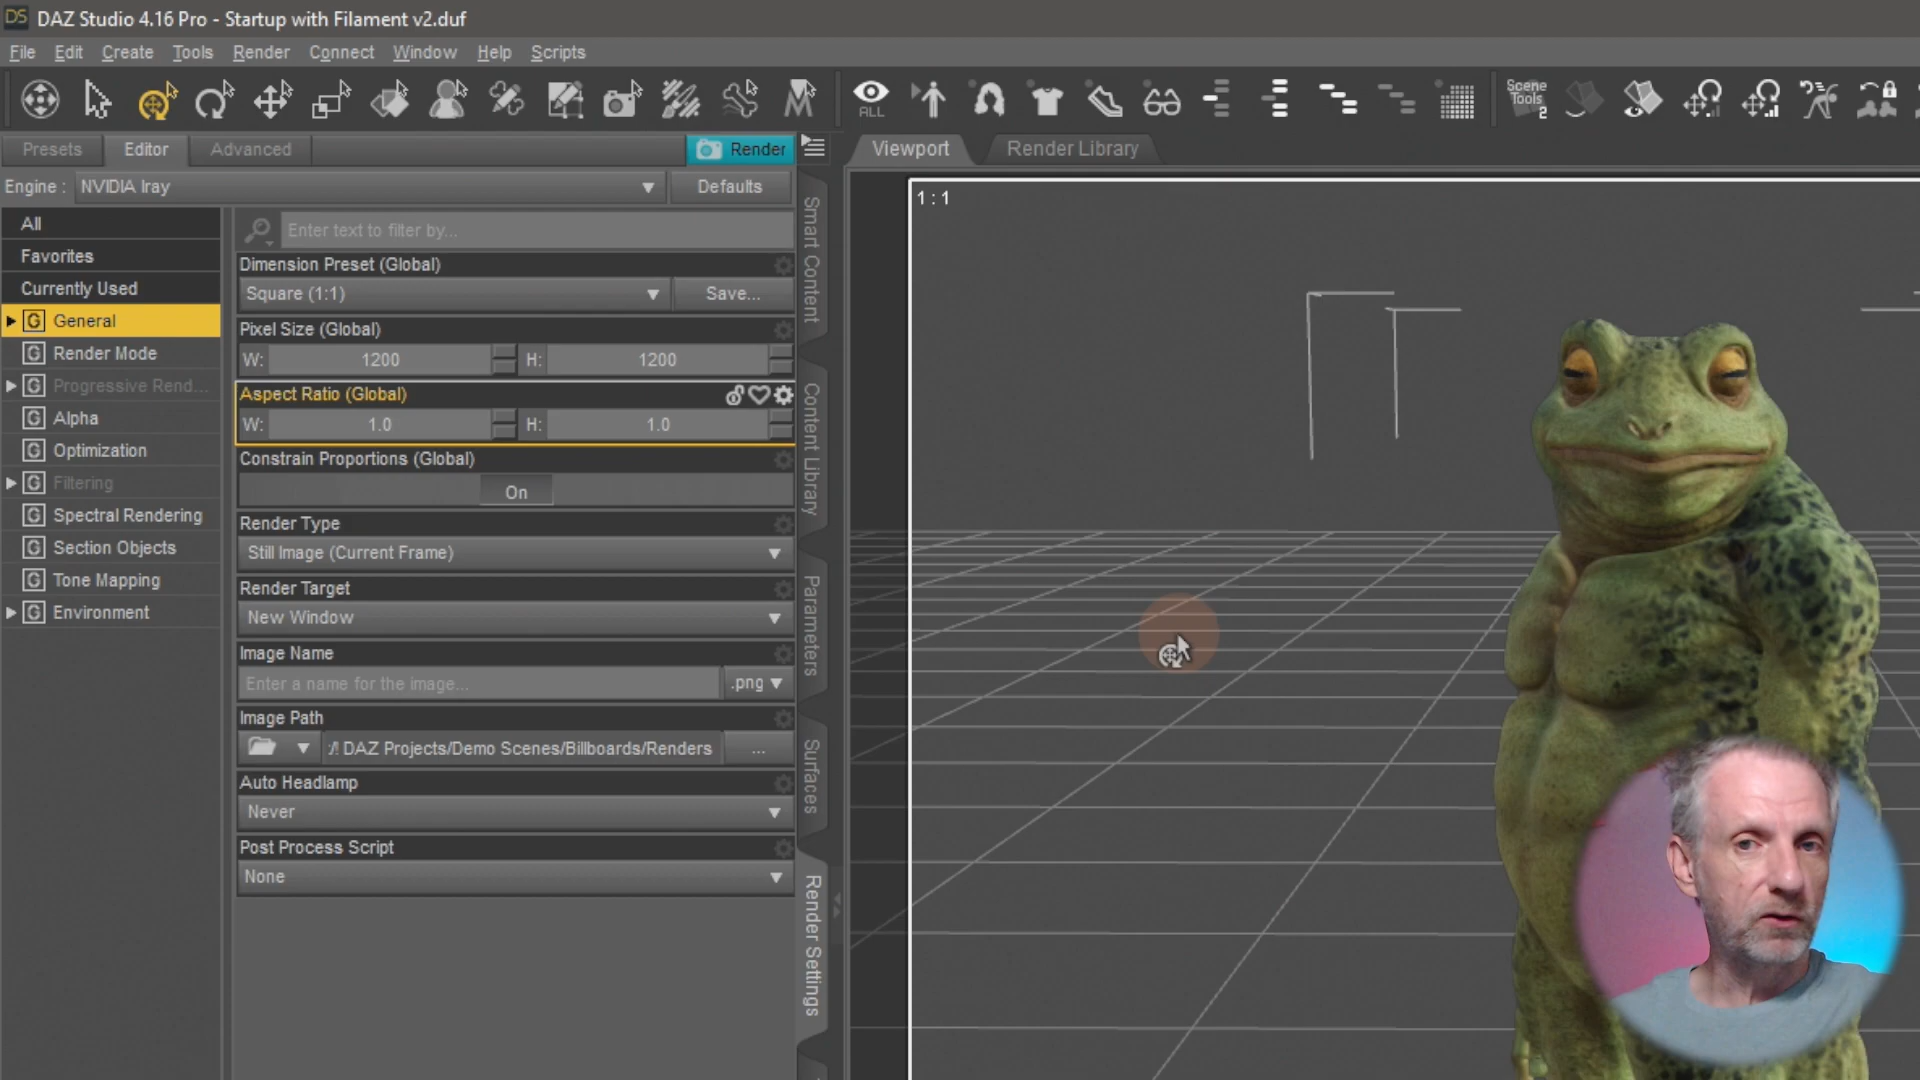 DS DAZ Studio 4.16 Pro - Startup with Filament v2.duf
File Edit Create Tools Render Connect Window Help Scripts
ALL
Scene
Tools
2
Presets Editor Advanced Render
Viewport Render Library
Engine : NVIDIA Iray Defaults
All
Favorites
Currently Used
G General
G Render Mode
G Progressive Rend...
G Alpha
G Optimization
G Filtering
G Spectral Rendering
G Section Objects
G Tone Mapping
G Environment
Enter text to filter by...
Dimension Preset (Global)
Square (1:1) Save...
Pixel Size (Global)
W: 1200 H: 1200
Aspect Ratio (Global)
W: 1.0 H: 1.0
Constrain Proportions (Global)
On
Render Type
Still Image (Current Frame)
Render Target
New Window
Image Name
Enter a name for the image... .png
Image Path
:/! DAZ Projects/Demo Scenes/Billboards/Renders ...
Auto Headlamp
Never
Post Process Script
None
Smart Content
Content Library
Parameters
Surfaces
Render Settings
1 : 1